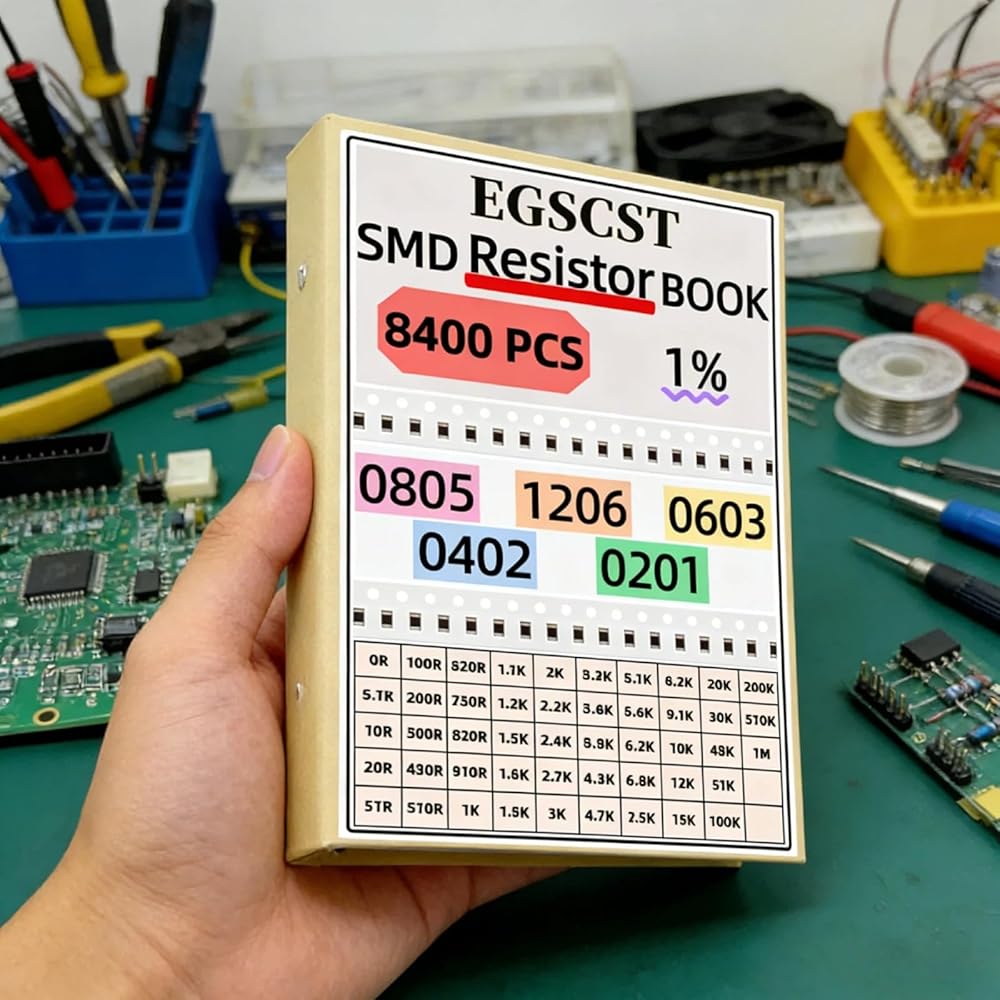 EGSCST
SMD Resistor BOOK
8400 PCS 1%
0805 1206 0603
0402 0201
0R 100R 820R 1.1K 2K 3.2K 5.1K 8.2K 20K 200K
5.1R 200R 750R 1.2K 2.2K 3.6K 5.6K 9.1K 30K 510K
10R 500R 820R 1.5K 2.4K 8.9K 6.2K 10K 48K 1M
20R 430R 910R 1.6K 2.7K 4.3K 6.8K 12K 51K
51R 510R 1K 1.5K 3K 4.7K 2.5K 15K 100K